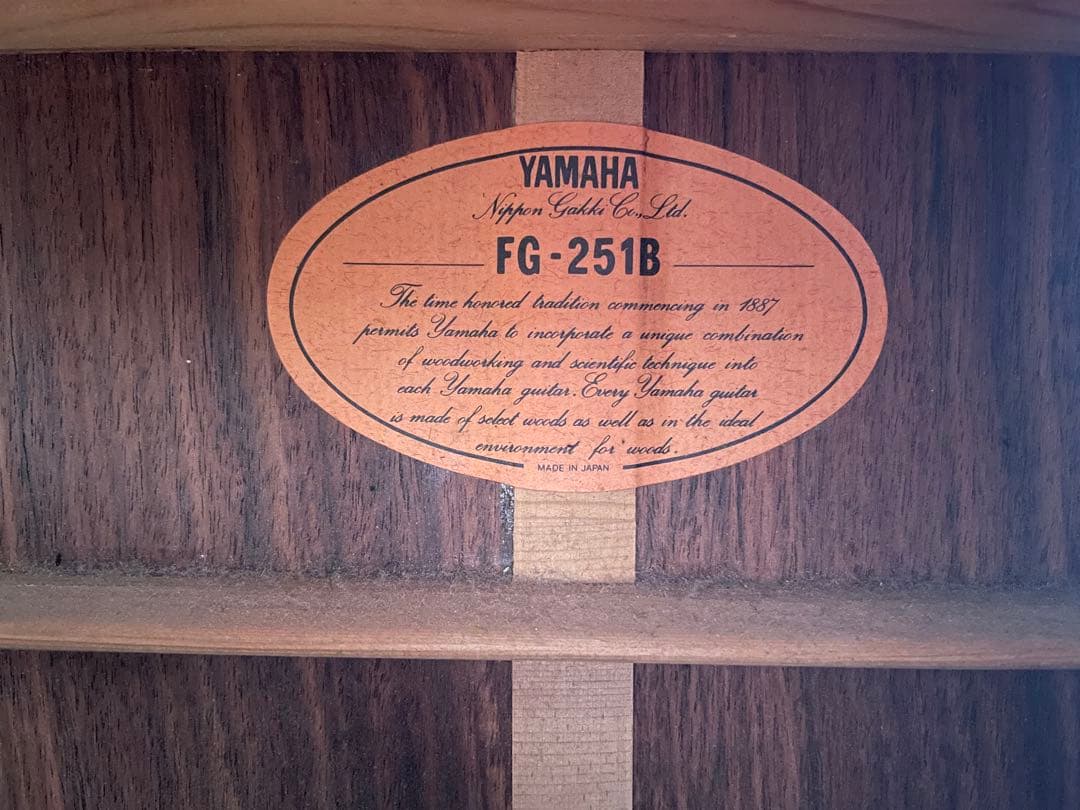 YAMAHA
Nippon Gakki Co., Ltd.
FG-251B
The time honored tradition commencing in 1887
permits Yamaha to incorporate a unique combination
of woodworking and scientific technique into
each Yamaha guitar. Every Yamaha guitar
is made of select woods as well as in the ideal
environment for woods.
MADE IN JAPAN